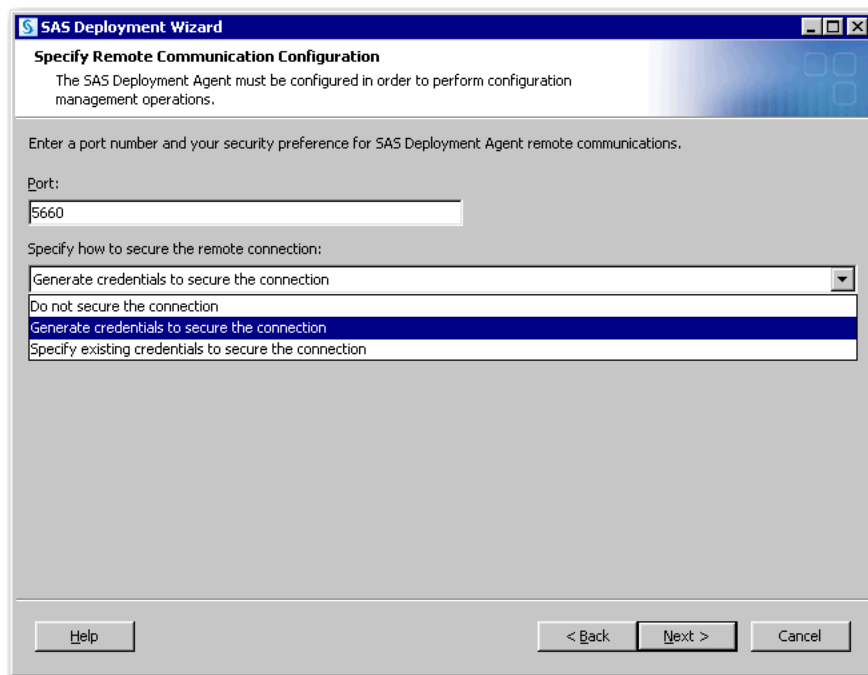 SAS Deployment Wizard
Specify Remote Communication Configuration
The SAS Deployment Agent must be configured in order to perform configuration
management operations.
Enter a port number and your security preference for SAS Deployment Agent remote communications.
Port:
5660
Specify how to secure the remote connection:
Generate credentials to secure the connection
Do not secure the connection
Generate credentials to secure the connection
Specify existing credentials to secure the connection
Help
< Back
Next >
Cancel